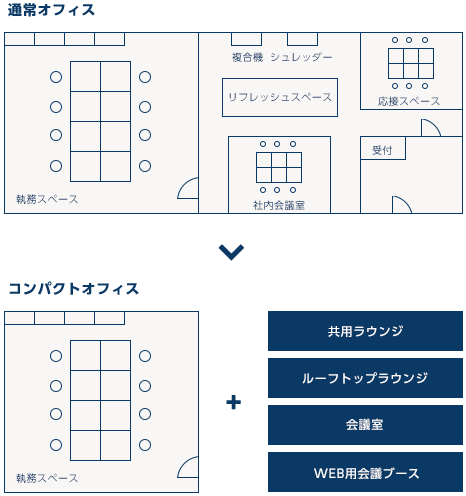 通常オフィス
複合機 シュレッダー
リフレッシュスペース
応接スペース
受付
執務スペース
社内会議室
コンパクトオフィス
共用ラウンジ
ルーフトップラウンジ
+
会議室
WEB用会議ブース
執務スペース